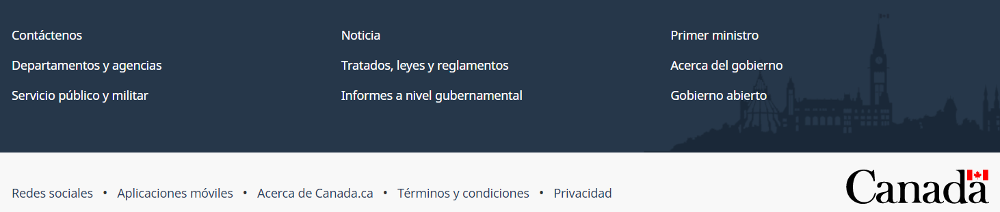 Contáctenos
Noticia
Primer ministro
Departamentos y agencias
Tratados, leyes y reglamentos
Acerca del gobierno
Servicio público y militar
Informes a nivel gubernamental
Gobierno abierto
Redes sociales • Aplicaciones móviles • Acerca de Canada.ca • Términos y condiciones • Privacidad
Canada